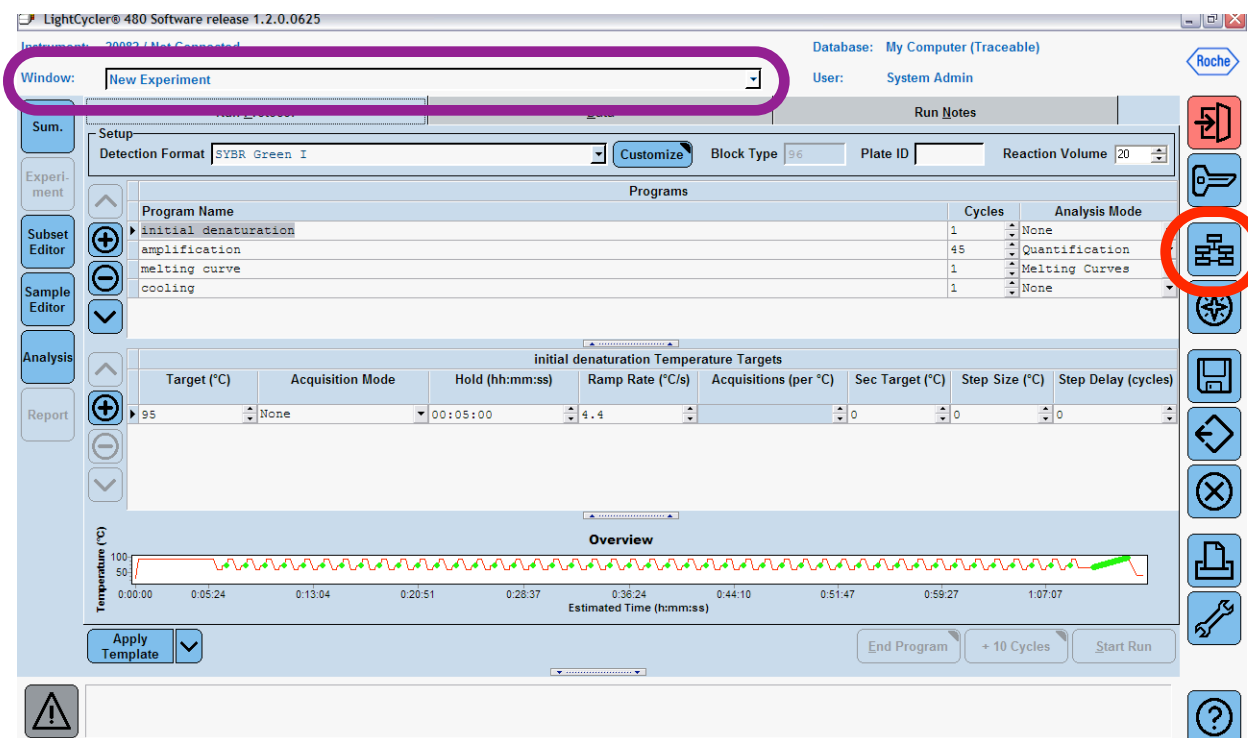 LightCycler® 480 Software release 1.2.0.0625
Database: My Computer (Traceable)
Window: New Experiment
User: System Admin
Roche
Run Notes
Sum.
Experi-
ment
Subset
Editor
Sample
Editor
Analysis
Report
Setup
Detection Format SYBR Green I Customize Block Type 96 Plate ID Reaction Volume 20
Programs
Program Name Cycles Analysis Mode
initial denaturation 1 None
amplification 45 Quantification
melting curve 1 Melting Curves
cooling 1 None
initial denaturation Temperature Targets
Target (°C) Acquisition Mode Hold (hh:mm:ss) Ramp Rate (°C/s) Acquisitions (per °C) Sec Target (°C) Step Size (°C) Step Delay (cycles)
95 None 00:05:00 4.4 0 0 0
Overview
Temperature (°C)
100
50
0:00:00 0:05:24 0:13:04 0:20:51 0:28:37 0:36:24 0:44:10 0:51:47 0:59:27 1:07:07
Estimated Time (h:mm:ss)
Apply
Template
End Program + 10 Cycles Start Run